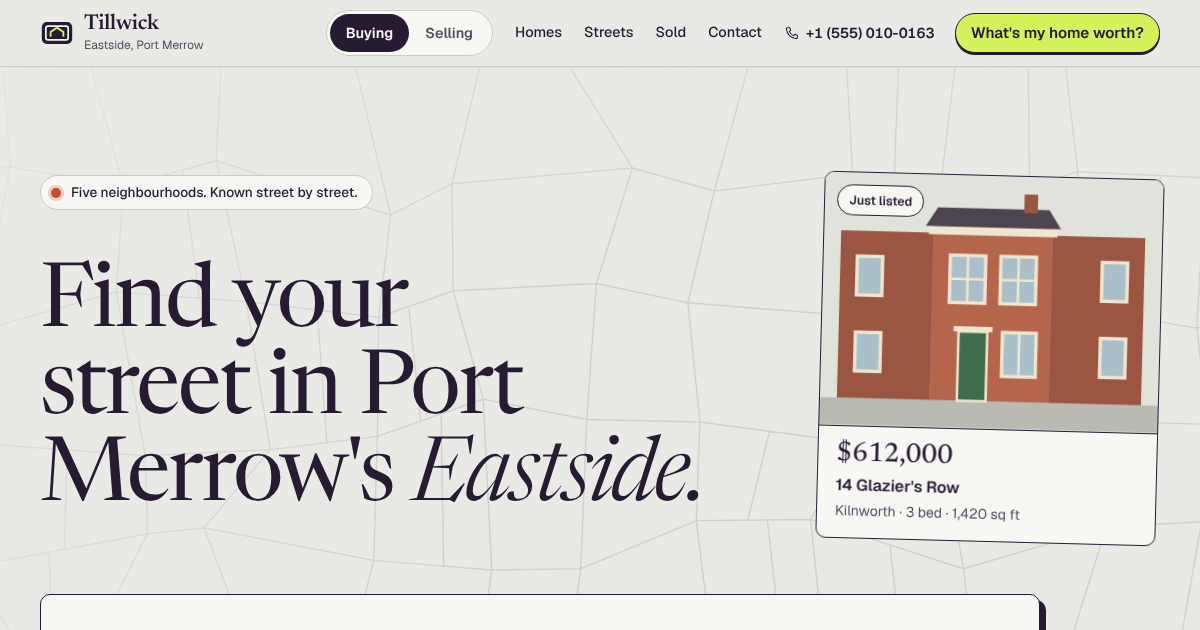 Tillwick
Eastside, Port Merrow
Buying
Selling
Homes
Streets
Sold
Contact
+1 (555) 010-0163
What's my home worth?
Five neighbourhoods. Known street by street.
Find your
street in Port
Merrow's Eastside.
Just listed
$612,000
14 Glazier's Row
Kilnworth · 3 bed · 1,420 sq ft